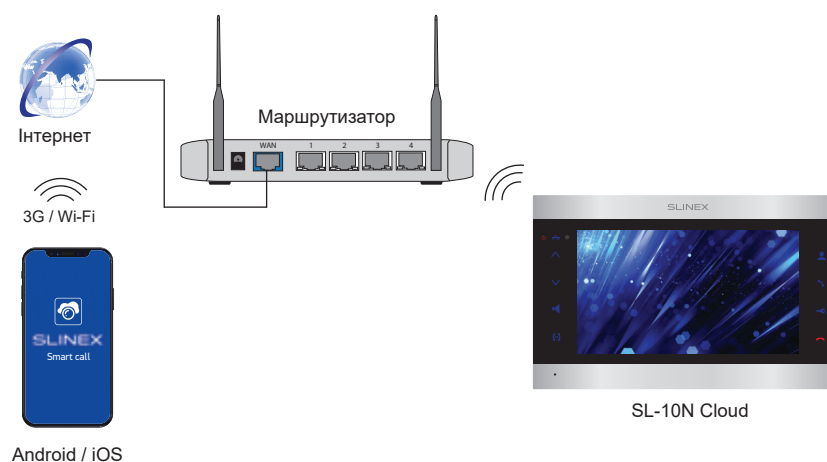 Інтернет
Маршрутизатор
WAN 1 2 3 4
3G / Wi-Fi
SLINEX
Smart call
Android / iOS
SLINEX
SL-10N Cloud